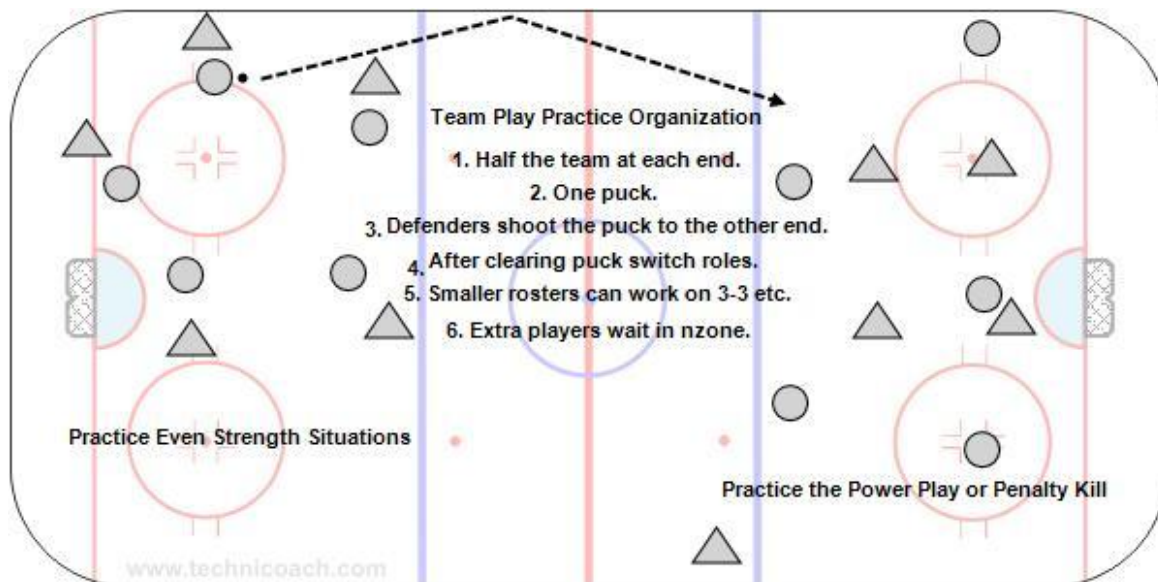 Team Play Practice Organization
1. Half the team at each end.
2. One puck.
3. Defenders shoot the puck to the other end.
4. After clearing puck switch roles.
5. Smaller rosters can work on 3-3 etc.
6. Extra players wait in nzone.
Practice Even Strength Situations
Practice the Power Play or Penalty Kill
www.technicoach.com